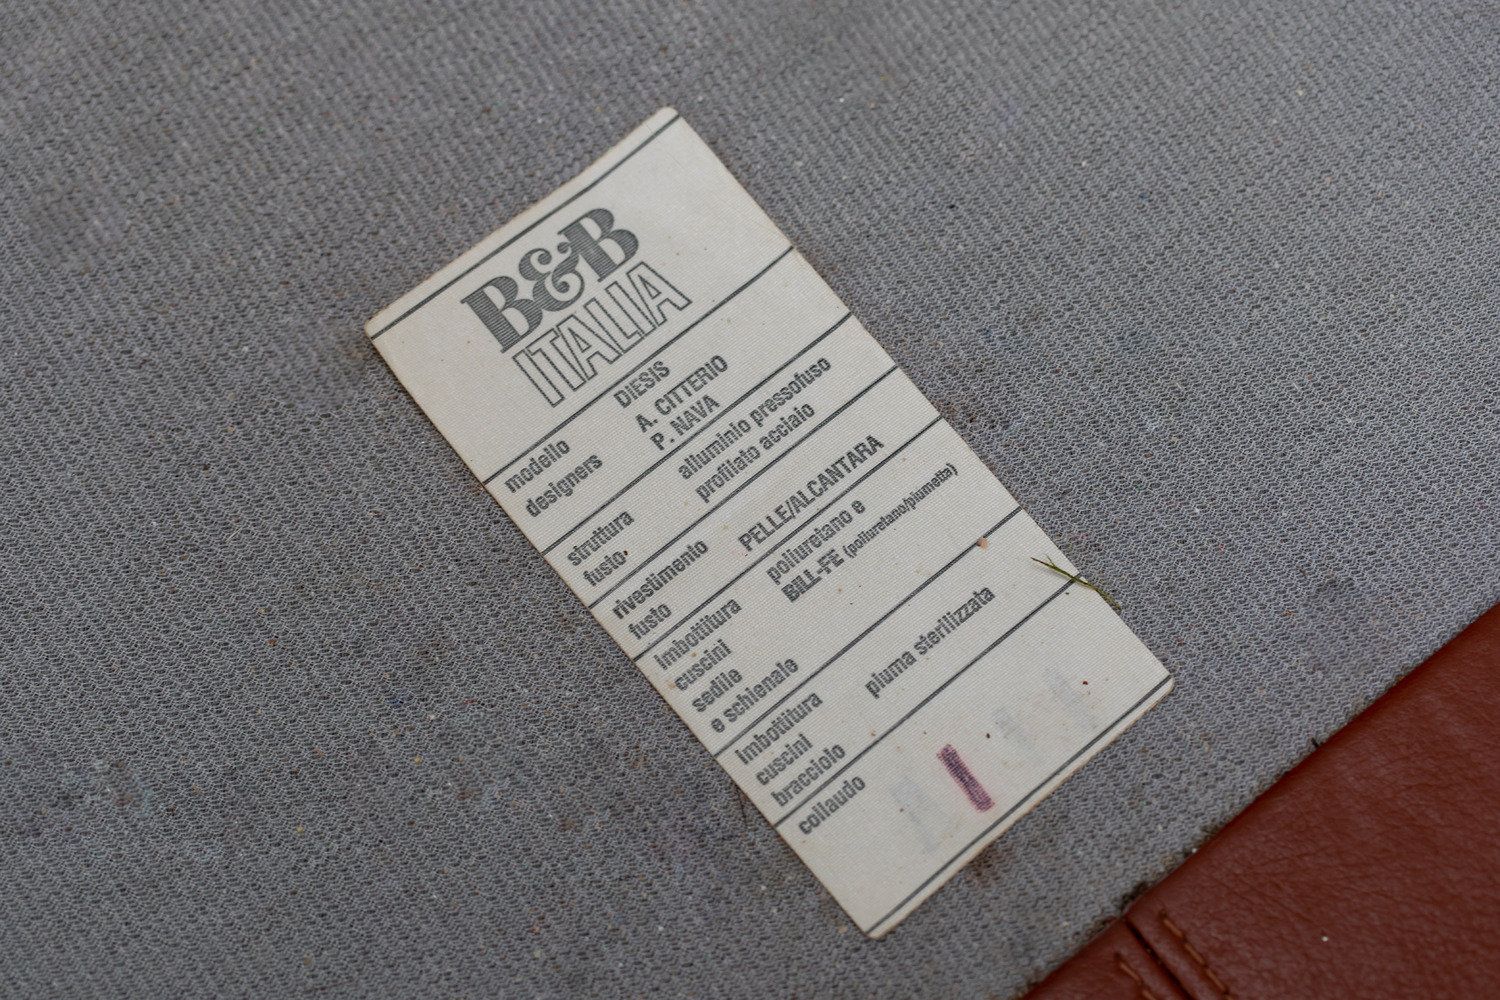 B&B
ITALIA
modello DIESIS
designers A. CITTERIO
P. NAVA
struttura alluminio pressofuso
fusto profilato acciaio
rivestimento PELLE/ALCANTARA
fusto
imbottitura poliuretano e
cuscini BILL-FE (poliuretano/piumetta)
sedile
e schienale
imbottitura piuma sterilizzata
cuscini
bracciolo
collaudo